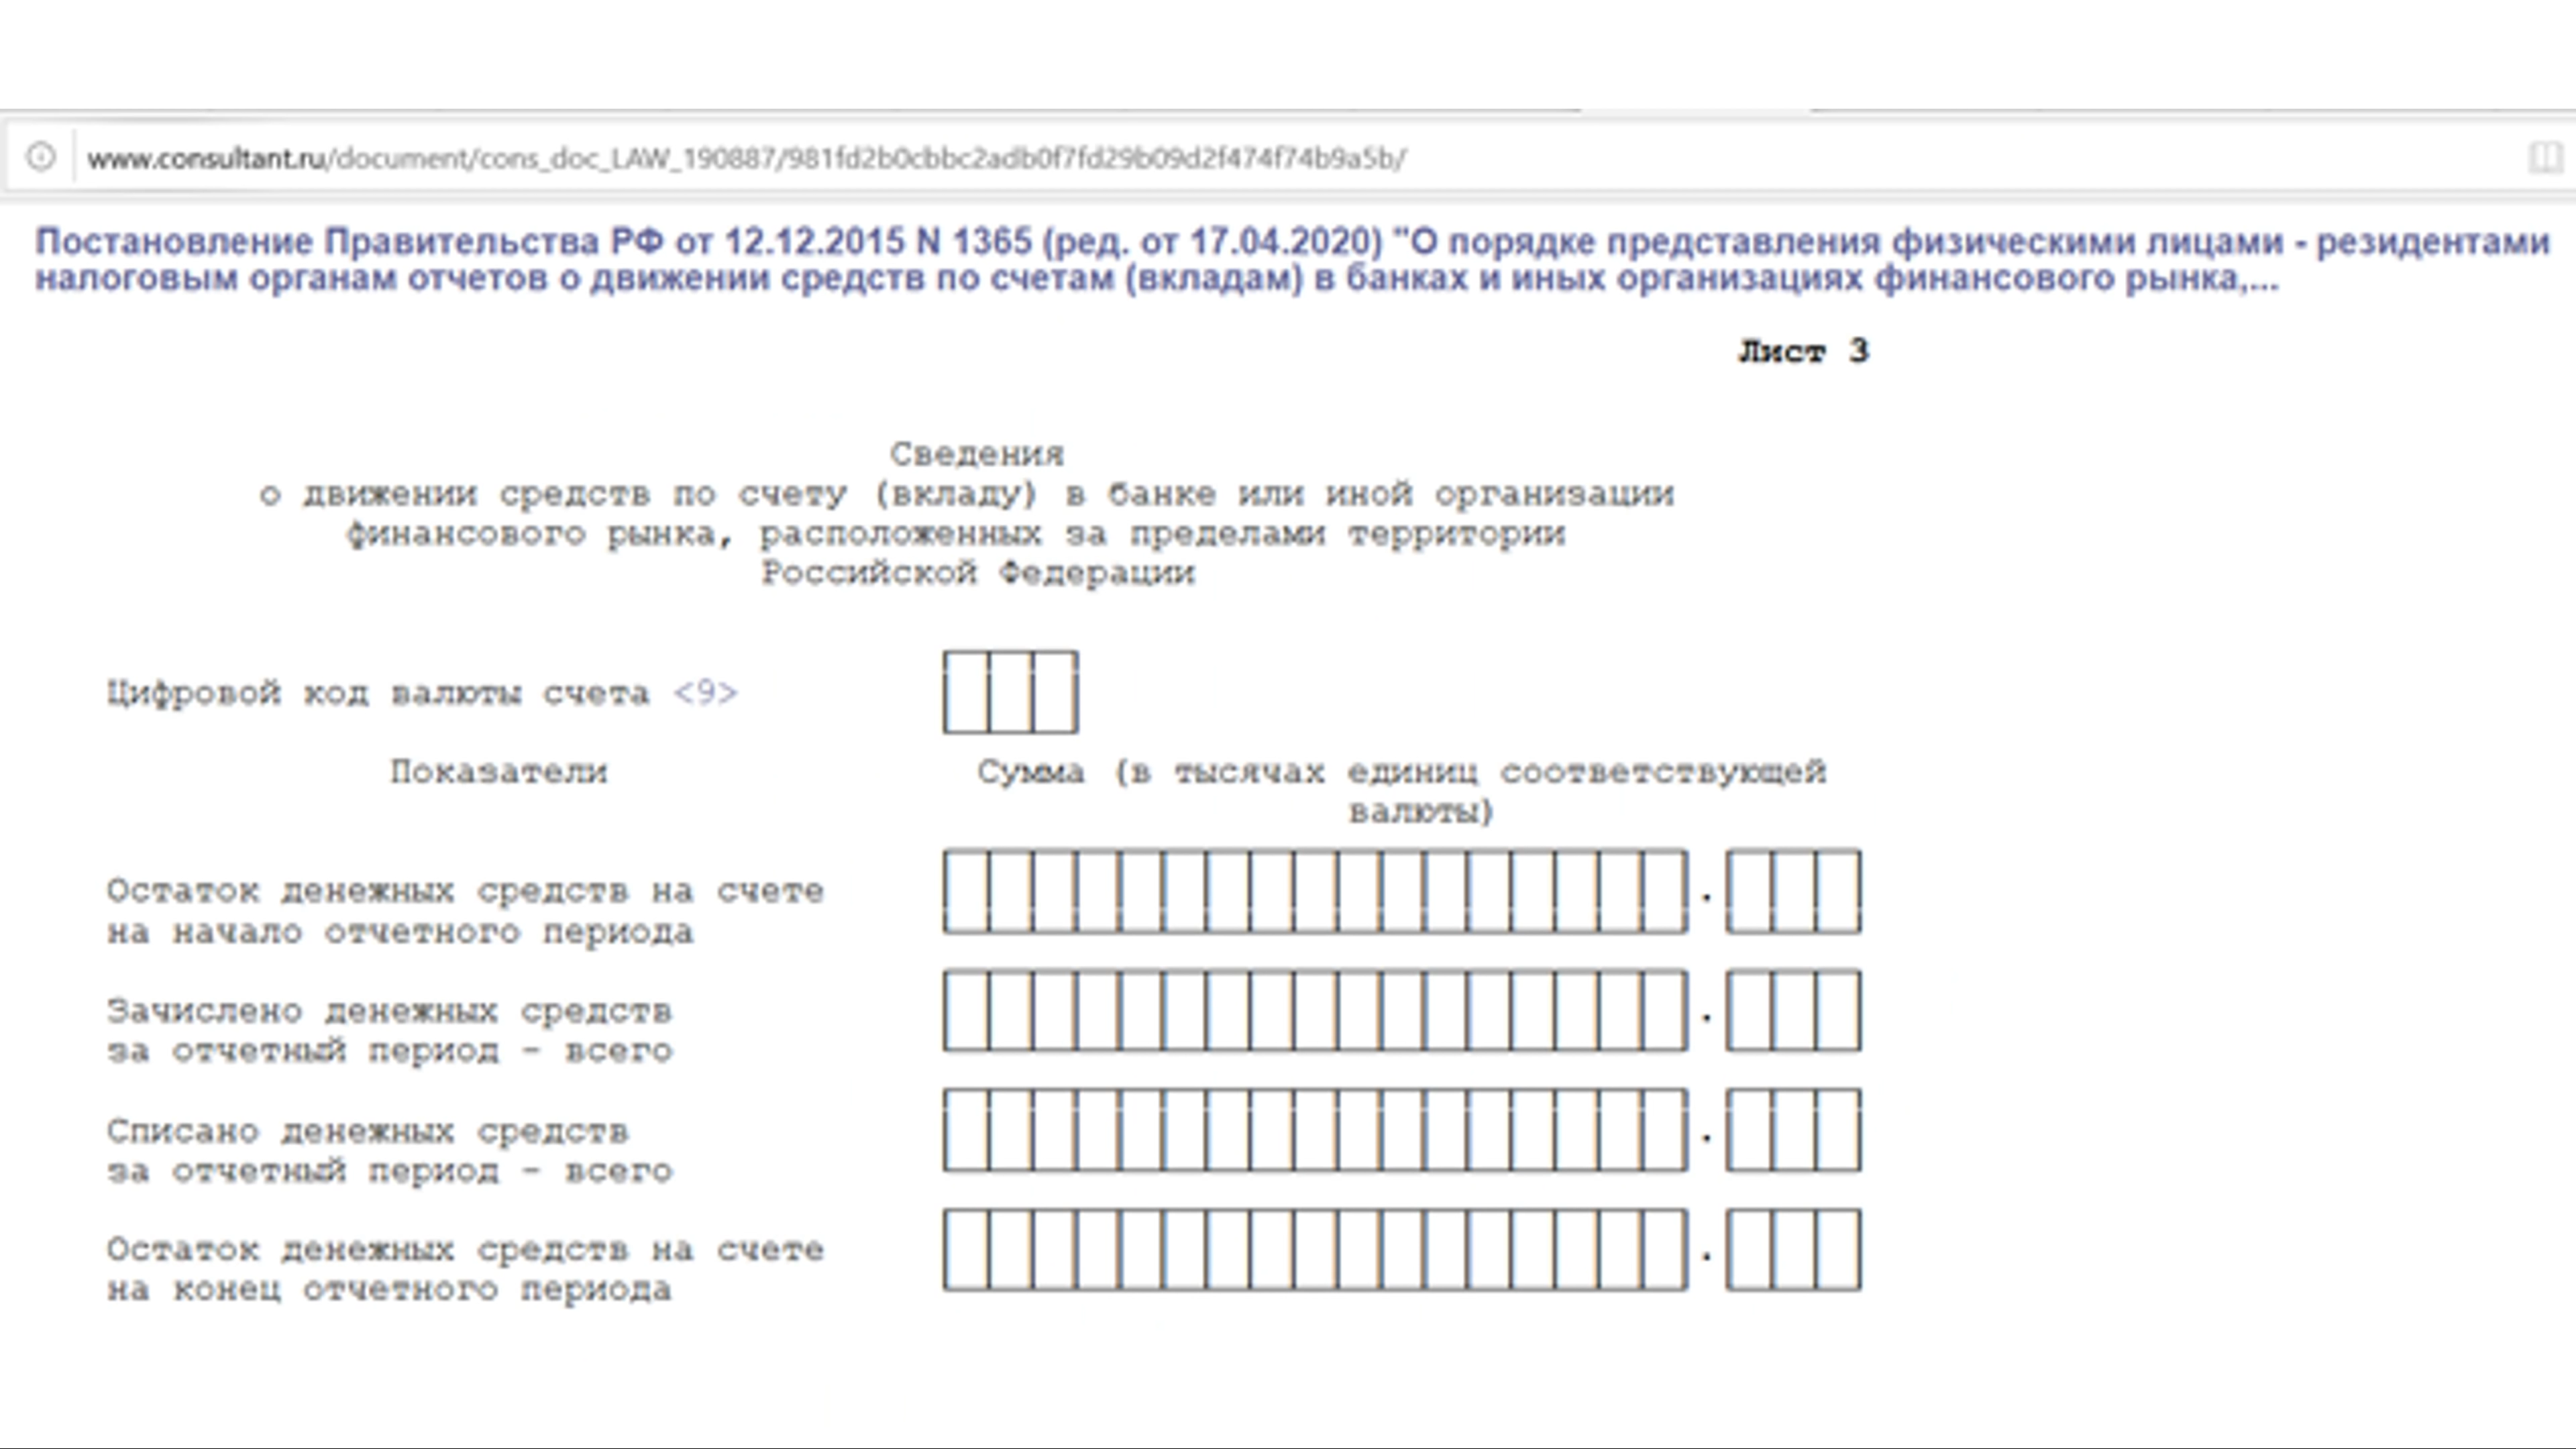 www.consultant.ru/document/cons_doc_LAW_190887/981fd2b0cbbc2adb0f7fd29b09d2f474f74b9a5b/
Постановление Правительства РФ от 12.12.2015 N 1365 (ред. от 17.04.2020) "О порядке представления физическими лицами - резидентами
налоговым органам отчетов о движении средств по счетам (вкладам) в банках и иных организациях финансового рынка,...
Лист 3
Сведения
о движении средств по счету (вкладу) в банке или иной организации
финансового рынка, расположенных за пределами территории
Российской Федерации
Цифровой код валюты счета <9>
Показатели Сумма (в тысячах единиц соответствующей
валюты)
Остаток денежных средств на счете
на начало отчетного периода
Зачислено денежных средств
за отчетный период - всего
Списано денежных средств
за отчетный период - всего
Остаток денежных средств на счете
на конец отчетного периода